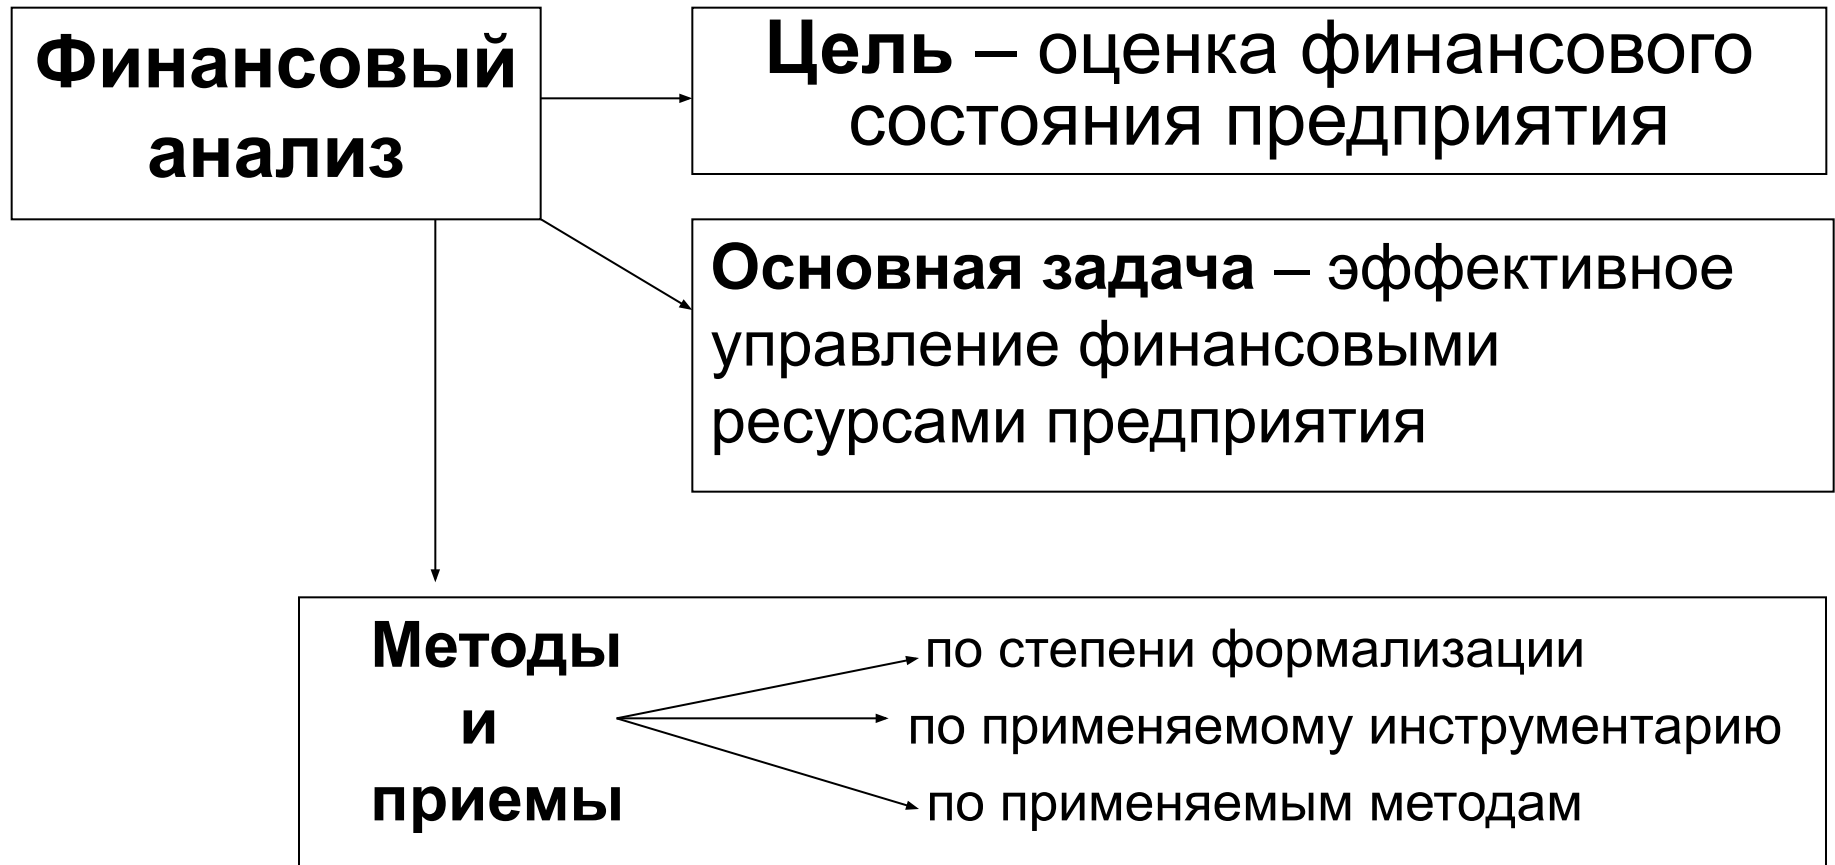 Финансовый
анализ
Цель – оценка финансового
состояния предприятия
Основная задача – эффективное
управление финансовыми
ресурсами предприятия
Методы
и
приемы
по степени формализации
по применяемому инструментарию
по применяемым методам